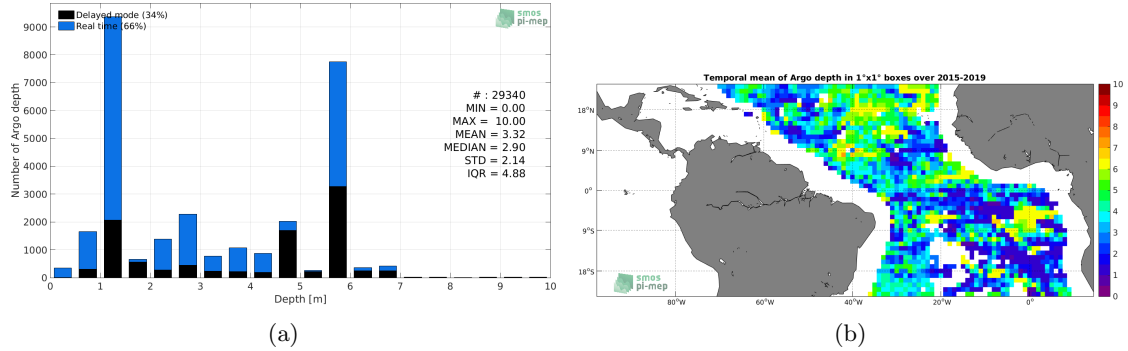 Delayed mode (34%)
Real time (66%)
smos
pi-mep
Number of Argo depth
9000
8000
7000
6000
5000
4000
3000
2000
1000
0
# : 29340
MIN = 0.00
MAX = 10.00
MEAN = 3.32
MEDIAN = 2.90
STD = 2.14
IQR = 4.88
0 1 2 3 4 5 6 7 8 9 10
Depth [m]
(a)
Temporal mean of Argo depth in 1°x1° boxes over 2015-2019
18°N
9°N
0°
9°S
18°S
80°W 60°W 40°W 20°W 0°
smos
pi-mep
10
9
8
7
6
5
4
3
2
1
0
(b)